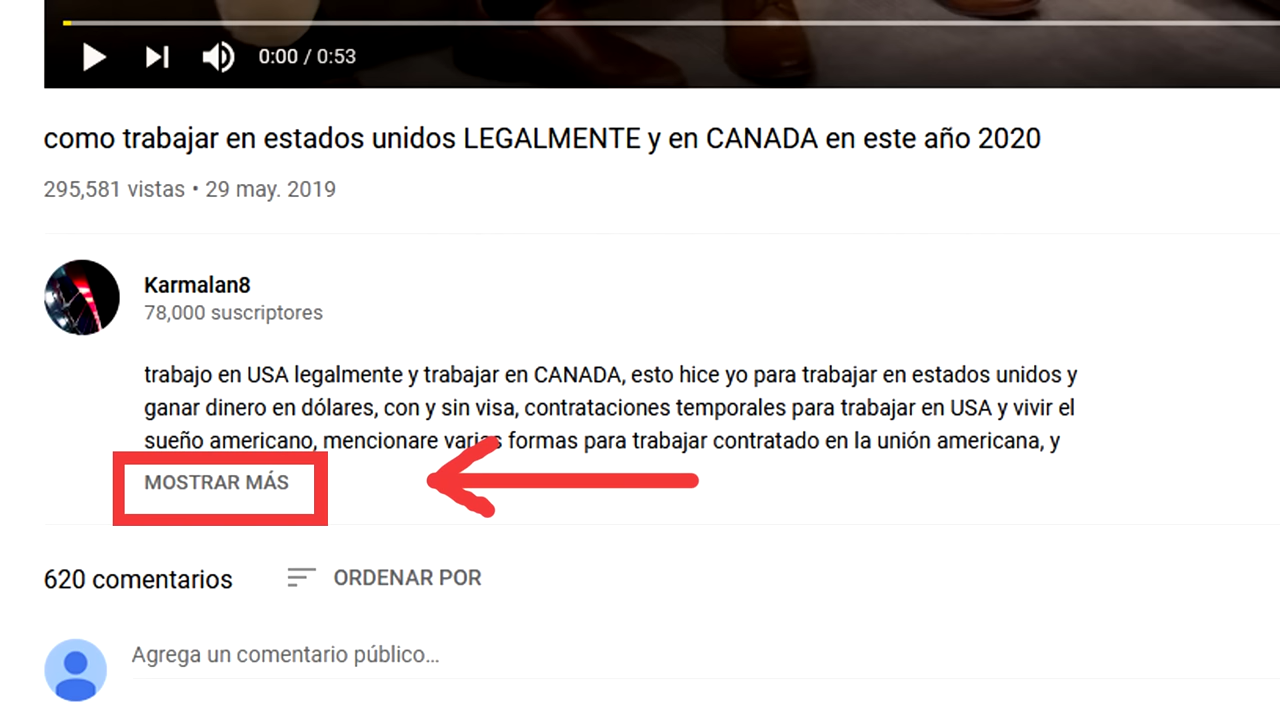 0:00 / 0:53
como trabajar en estados unidos LEGALMENTE y en CANADA en este año 2020
295,581 vistas • 29 may. 2019
Karmalan8
78,000 suscriptores
trabajo en USA legalmente y trabajar en CANADA, esto hice yo para trabajar en estados unidos y
ganar dinero en dólares, con y sin visa, contrataciones temporales para trabajar en USA y vivir el
sueño americano, mencionare varias formas para trabajar contratado en la unión americana, y
MOSTRAR MÁS
620 comentarios ORDENAR POR
Agrega un comentario público...